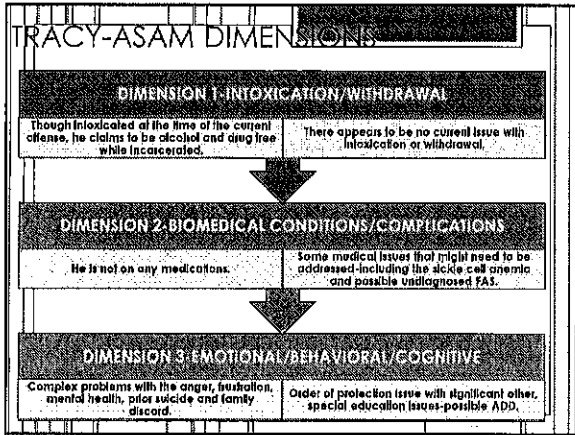 TRACY-ASAM DIMENSIONS
DIMENSION 1-INTOXICATION/WITHDRAWAL
Though intoxicated at the time of the current
offense, he claims to be alcohol and drug free
while incarcerated.
There appears to be no current issue with
intoxication or withdrawal.
DIMENSION 2-BIOMEDICAL CONDITIONS/COMPLICATIONS
He is not on any medications.
Some medical issues that might need to be
addressed-including the sickle cell anemia
and possible undiagnosed FAS.
DIMENSION 3-EMOTIONAL/BEHAVIORAL/COGNITIVE
Complex problems with the anger, frustration,
mental health, prior suicide and family
discord.
Order of protection issue with significant other,
special education issues-possible ADD.